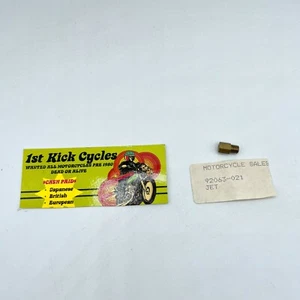 1st Kick Cycles
WANTED ALL MOTORCYCLES PRE 1980
DEAD OR ALIVE
CASH PAID
Japanese
British
European
MOTORCYCLE SALES
92063-021
JET